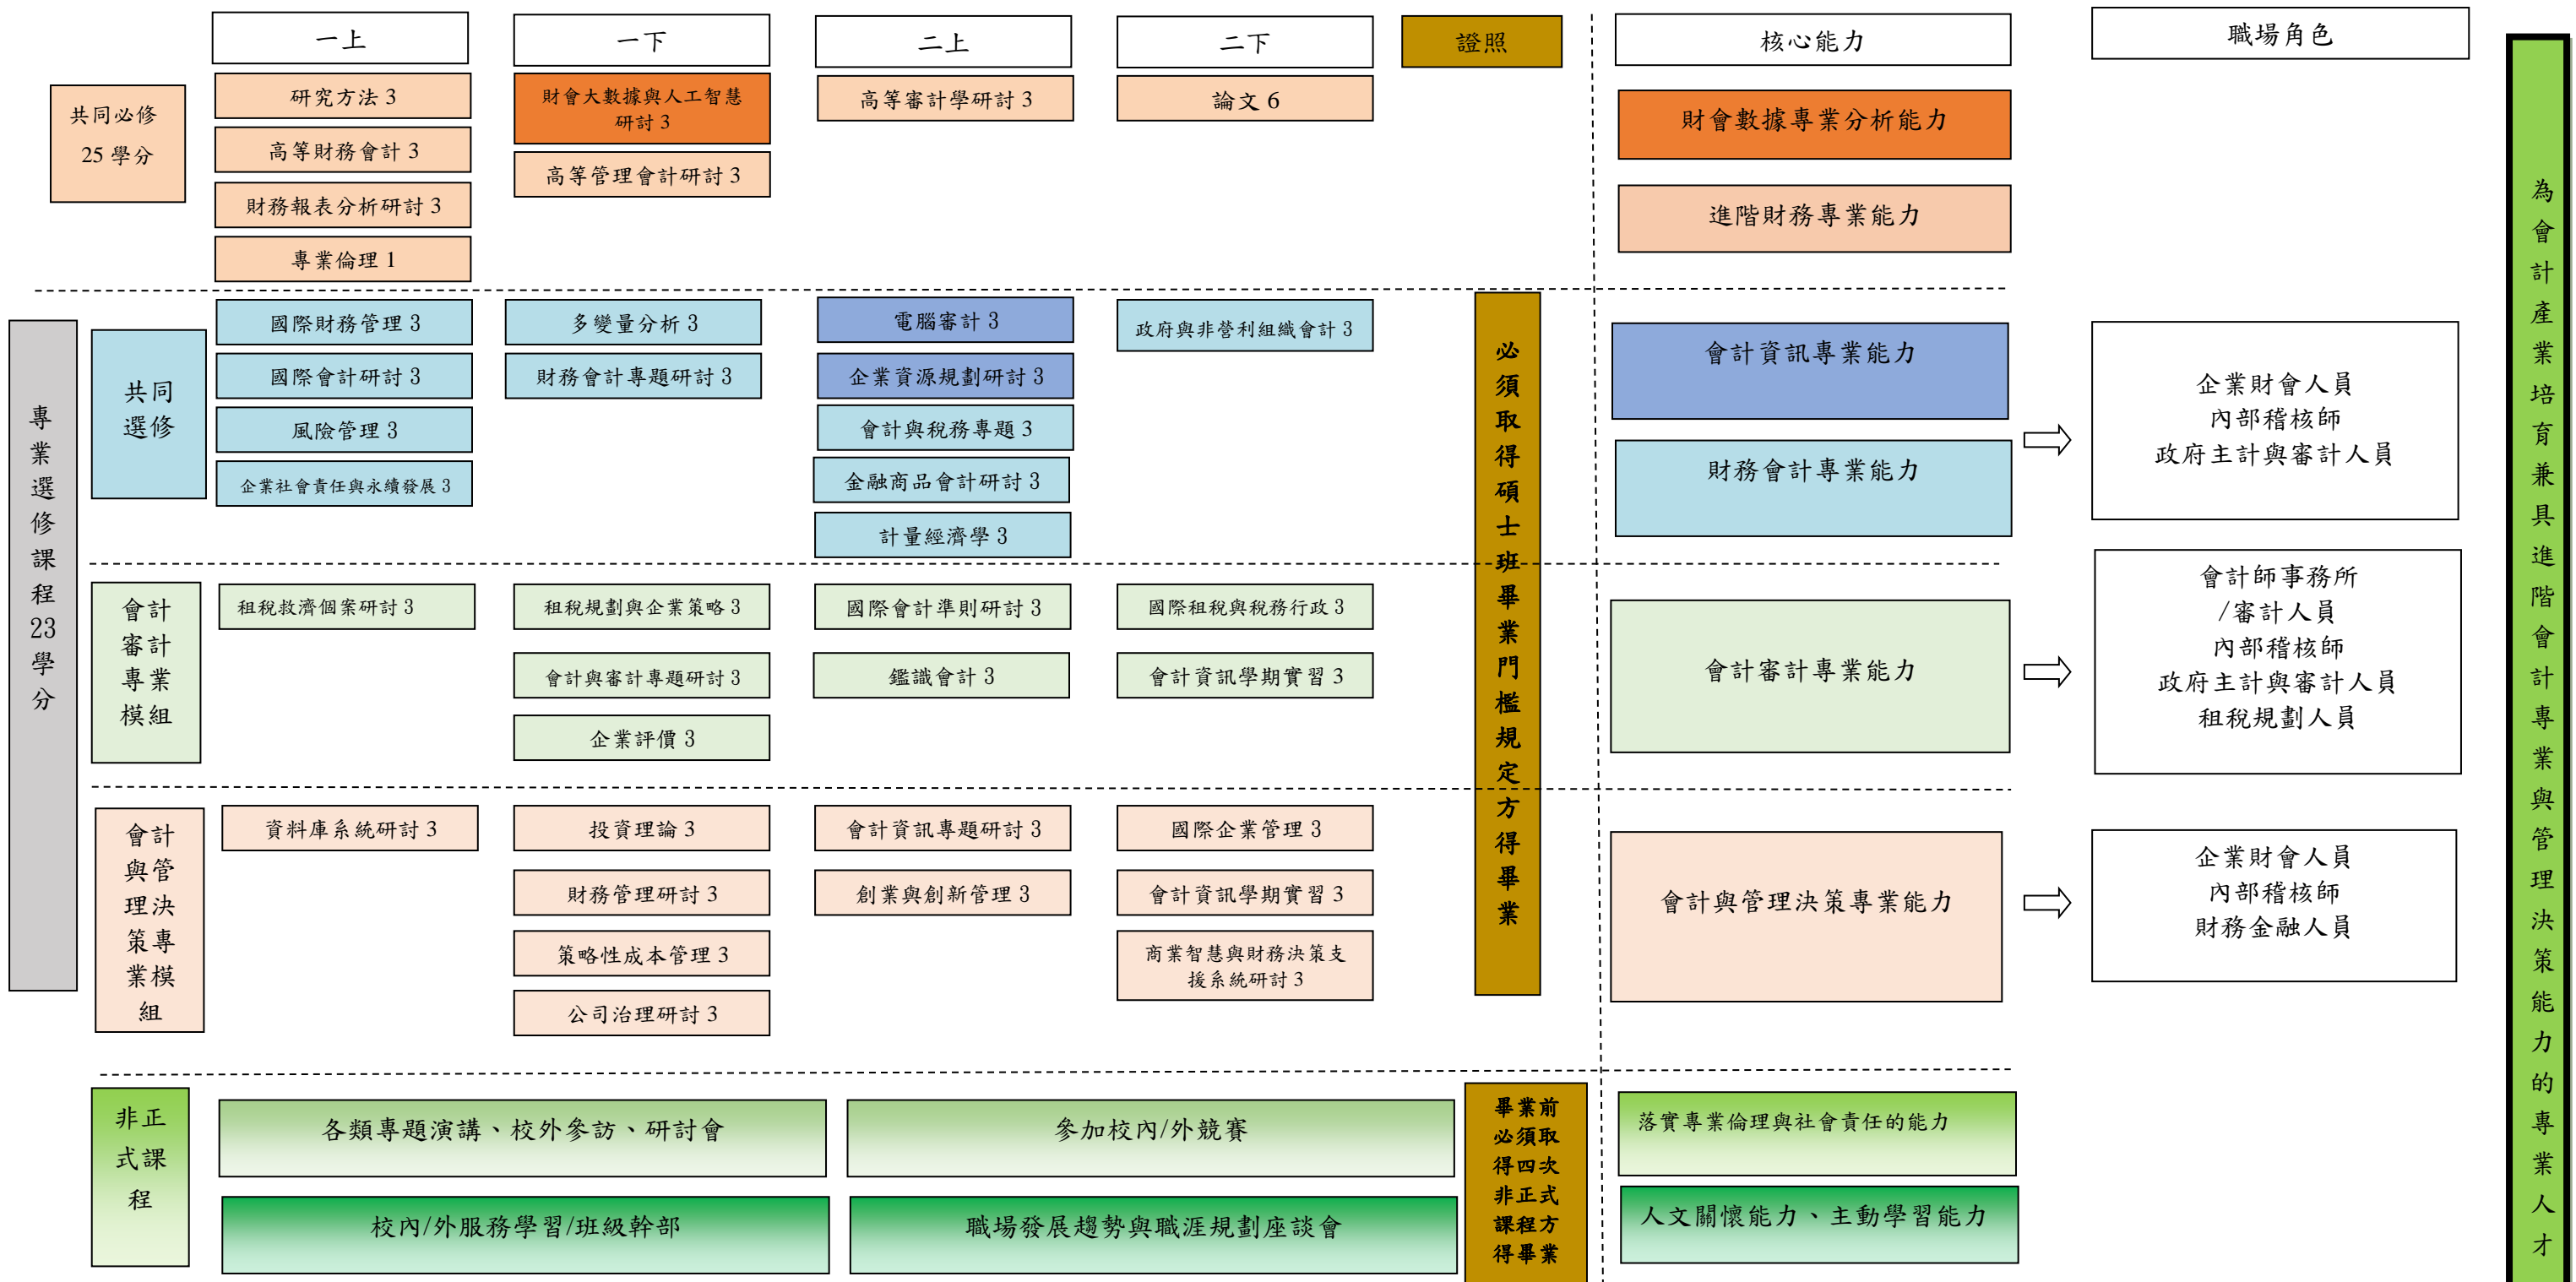 一上
一下
二上
二下
證照
核心能力
職場角色
共同必修
25 學分
研究方法 3
高等財務會計 3
財務報表分析研討 3
專業倫理 1
財會大數據與人工智慧
研討 3
高等管理會計研討 3
高等審計學研討 3
論文 6
財會數據專業分析能力
進階財務專業能力
專業選修課程23學分
共同
選修
國際財務管理 3
國際會計研討 3
風險管理 3
企業社會責任與永續發展 3
多變量分析 3
財務會計專題研討 3
電腦審計 3
企業資源規劃研討 3
會計與稅務專題 3
金融商品會計研討 3
計量經濟學 3
政府與非營利組織會計 3
必須取得碩士班畢業門檻規定方得畢業
會計資訊專業能力
財務會計專業能力
企業財會人員
內部稽核師
政府主計與審計人員
會計
審計
專業
模組
租稅救濟個案研討 3
租稅規劃與企業策略 3
會計與審計專題研討 3
企業評價 3
國際會計準則研討 3
鑑識會計 3
國際租稅與稅務行政 3
會計資訊學期實習 3
會計審計專業能力
會計師事務所
/審計人員
內部稽核師
政府主計與審計人員
租稅規劃人員
會計
與管
理決
策專
業模
組
資料庫系統研討 3
投資理論 3
財務管理研討 3
策略性成本管理 3
公司治理研討 3
會計資訊專題研討 3
創業與創新管理 3
國際企業管理 3
會計資訊學期實習 3
商業智慧與財務決策支
援系統研討 3
會計與管理決策專業能力
企業財會人員
內部稽核師
財務金融人員
非正
式課
程
各類專題演講、校外參訪、研討會
參加校內/外競賽
校內/外服務學習/班級幹部
職場發展趨勢與職涯規劃座談會
畢業前
必須取
得四次
非正式
課程方
得畢業
落實專業倫理與社會責任的能力
人文關懷能力、主動學習能力
為會計產業培育兼具進階會計專業與管理決策能力的專業人才